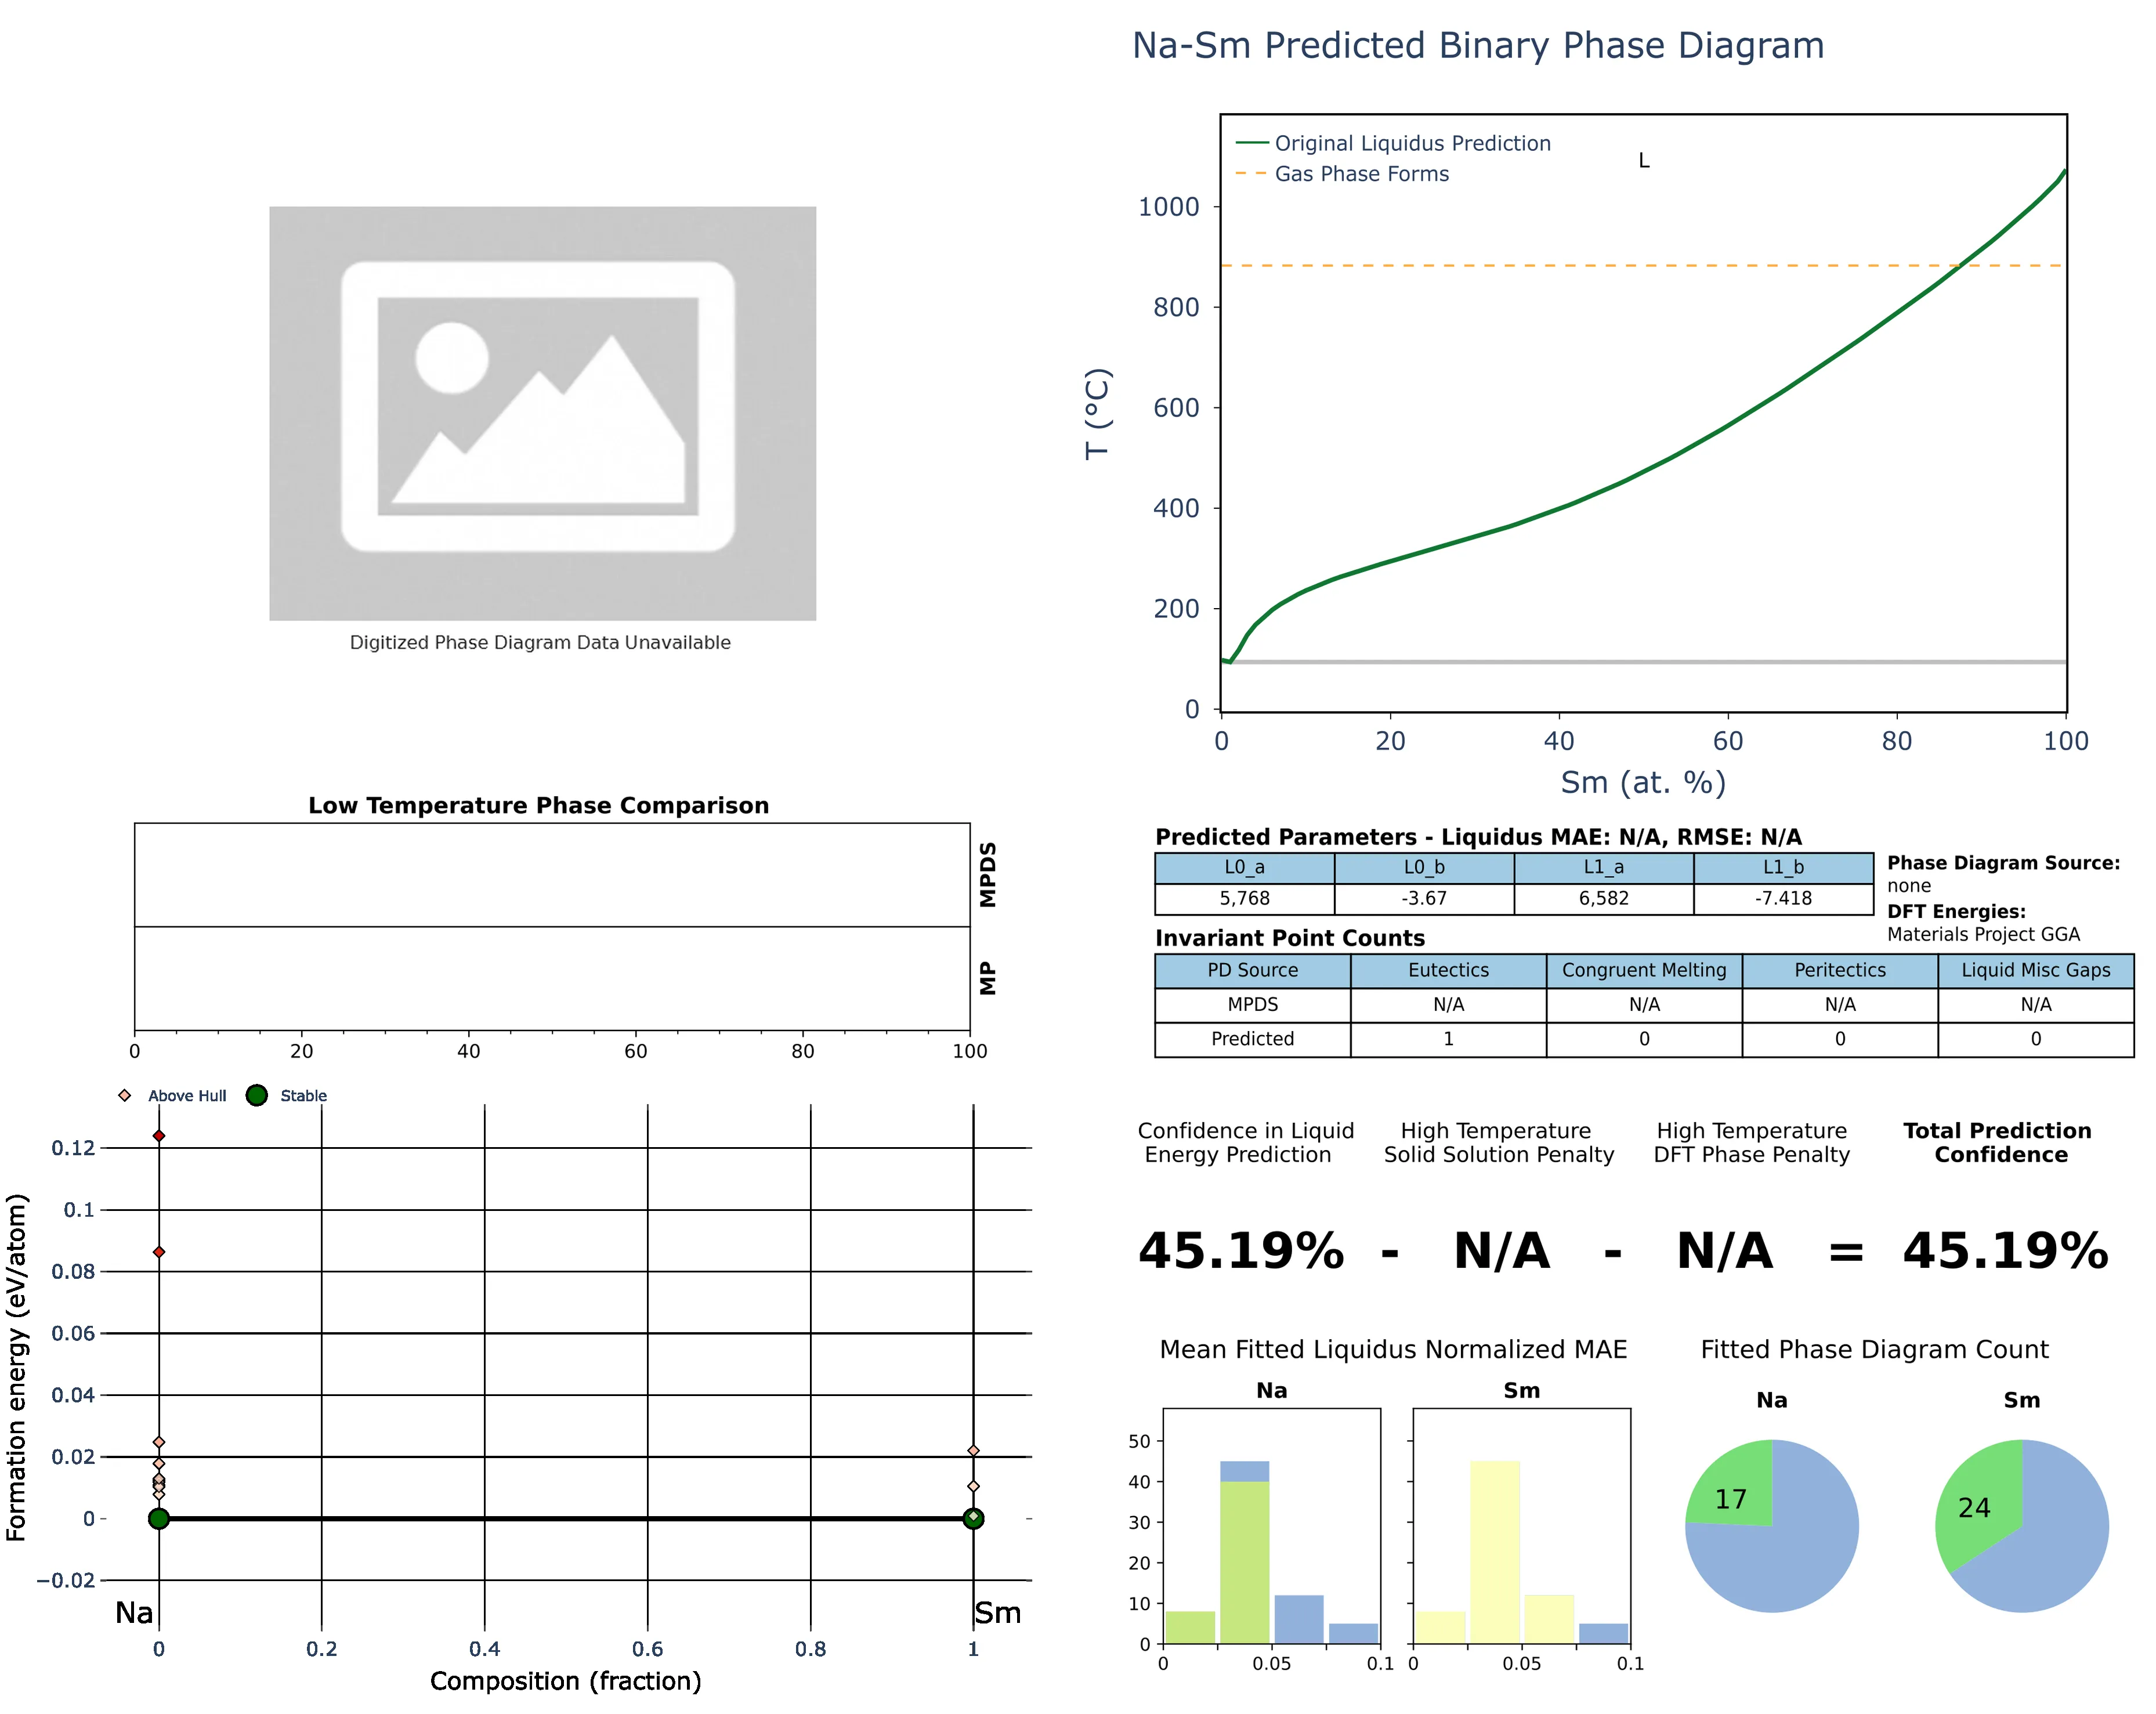 Na-Sm Predicted Binary Phase Diagram
Digitized Phase Diagram Data Unavailable
Original Liquidus Prediction
Gas Phase Forms
L
T (°C)
1000
800
600
400
200
0
0 20 40 60 80 100
Sm (at. %)
Low Temperature Phase Comparison
MPDS
MP
0 20 40 60 80 100
Predicted Parameters - Liquidus MAE: N/A, RMSE: N/A
L0_a L0_b L1_a L1_b
5,768 -3.67 6,582 -7.418
Phase Diagram Source:
none
DFT Energies:
Materials Project GGA
Invariant Point Counts
PD Source Eutectics Congruent Melting Peritectics Liquid Misc Gaps
MPDS N/A N/A N/A N/A
Predicted 1 0 0 0
Above Hull Stable
Formation energy (eV/atom)
0.12
0.1
0.08
0.06
0.04
0.02
0
−0.02
Na Sm
0 0.2 0.4 0.6 0.8 1
Composition (fraction)
Confidence in Liquid
Energy Prediction
High Temperature
Solid Solution Penalty
High Temperature
DFT Phase Penalty
Total Prediction
Confidence
45.19% - N/A - N/A = 45.19%
Mean Fitted Liquidus Normalized MAE
Na Sm
50
40
30
20
10
0
0 0.05 0.1 0 0.05 0.1
Fitted Phase Diagram Count
Na Sm
17 24